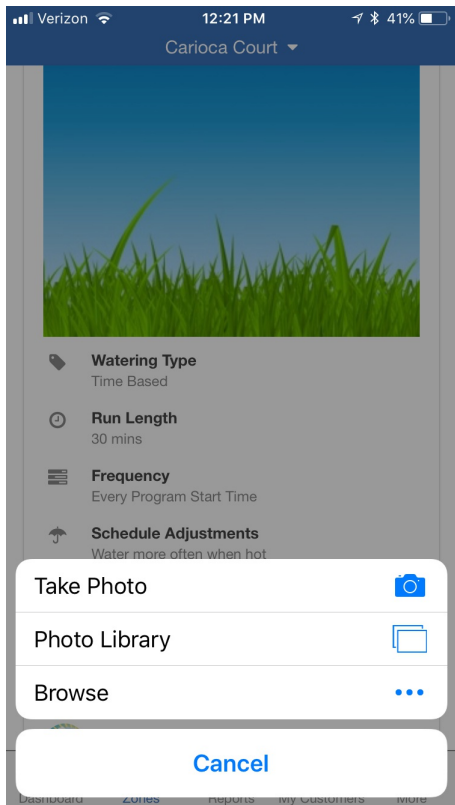 Verizon 12:21 PM 41%
Carioca Court
Watering Type
Time Based
Run Length
30 mins
Frequency
Every Program Start Time
Schedule Adjustments
Water more often when hot
Take Photo
Photo Library
Browse
Cancel
Dashboard Zones Reports My Customers More